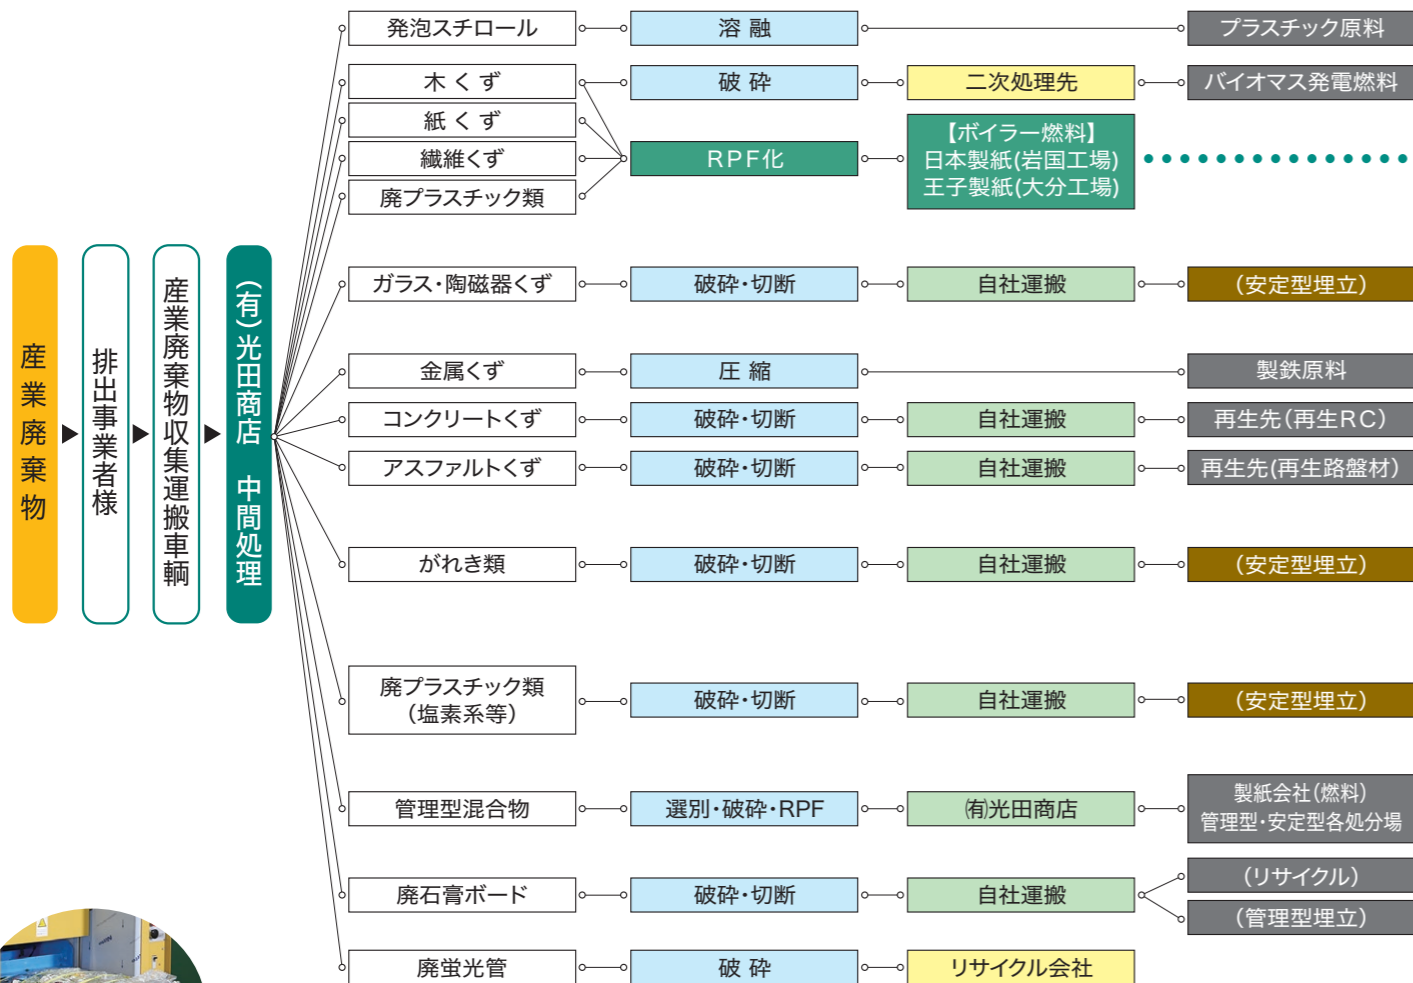 産業廃棄物
排出事業者様
産業廃棄物収集運搬車輌
(有)光田商店 中間処理
発泡スチロール
溶融
プラスチック原料
木くず
破砕
二次処理先
バイオマス発電燃料
紙くず
繊維くず
廃プラスチック類
RPF化
【ボイラー燃料】
日本製紙(岩国工場)
王子製紙(大分工場)
ガラス・陶磁器くず
破砕・切断
自社運搬
(安定型埋立)
金属くず
圧縮
製鉄原料
コンクリートくず
破砕・切断
自社運搬
再生先(再生RC)
アスファルトくず
破砕・切断
自社運搬
再生先(再生路盤材)
がれき類
破砕・切断
自社運搬
(安定型埋立)
廃プラスチック類
(塩素系等)
破砕・切断
自社運搬
(安定型埋立)
管理型混合物
選別・破砕・RPF
㈲光田商店
製紙会社(燃料)
管理型・安定型各処分場
廃石膏ボード
破砕・切断
自社運搬
(リサイクル)
(管理型埋立)
廃蛍光管
破砕
リサイクル会社